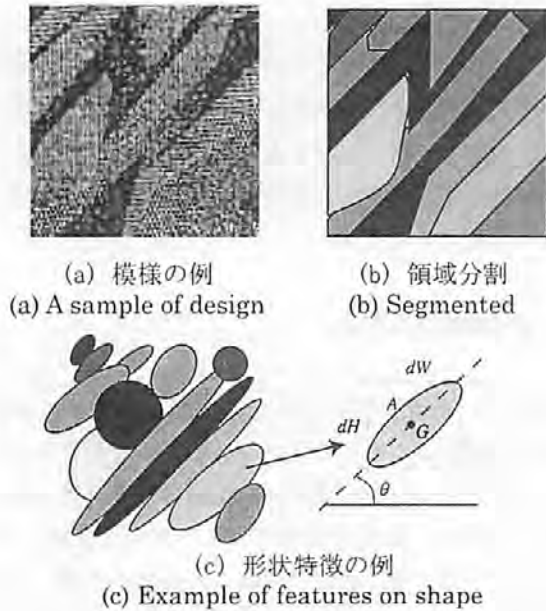 (a) 模様の例
(a) A sample of design
(b) 領域分割
(b) Segmented
dW
A
dH
G
θ
(c) 形状特徴の例
(c) Example of features on shape